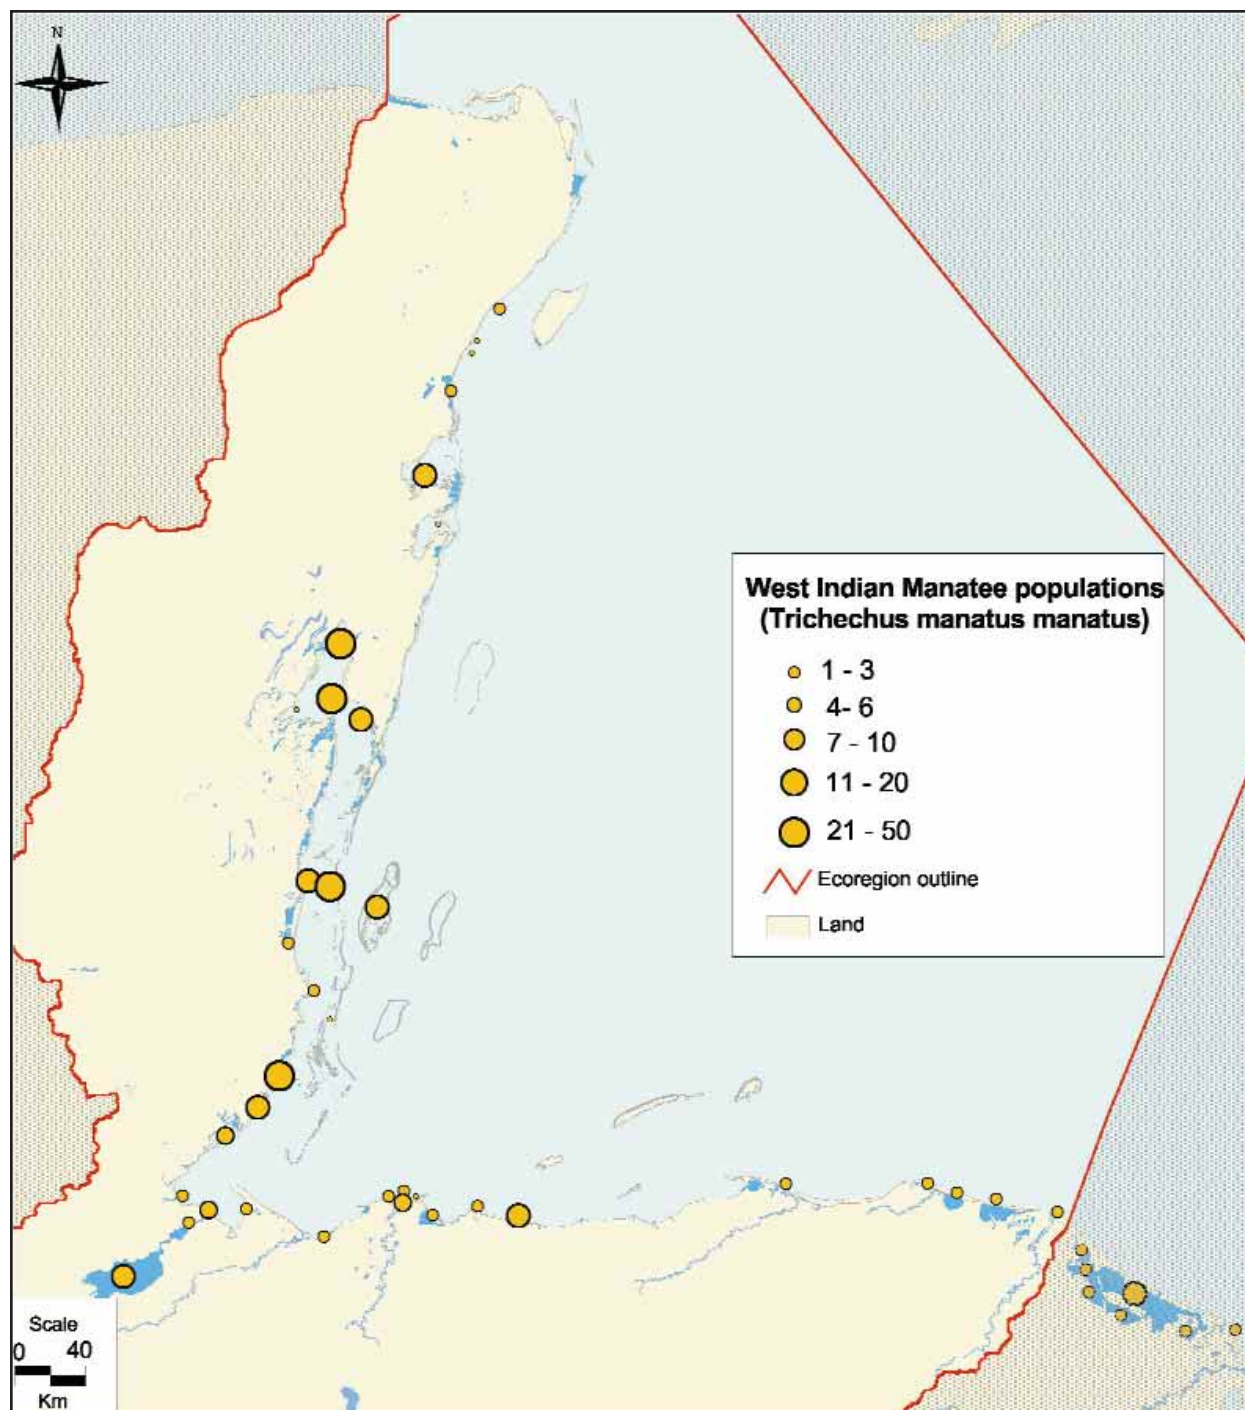 N
West Indian Manatee populations
(Trichechus manatus manatus)
1 - 3
4- 6
7 - 10
11 - 20
21 - 50
Ecoregion outline
Land
Scale
0 40
Km